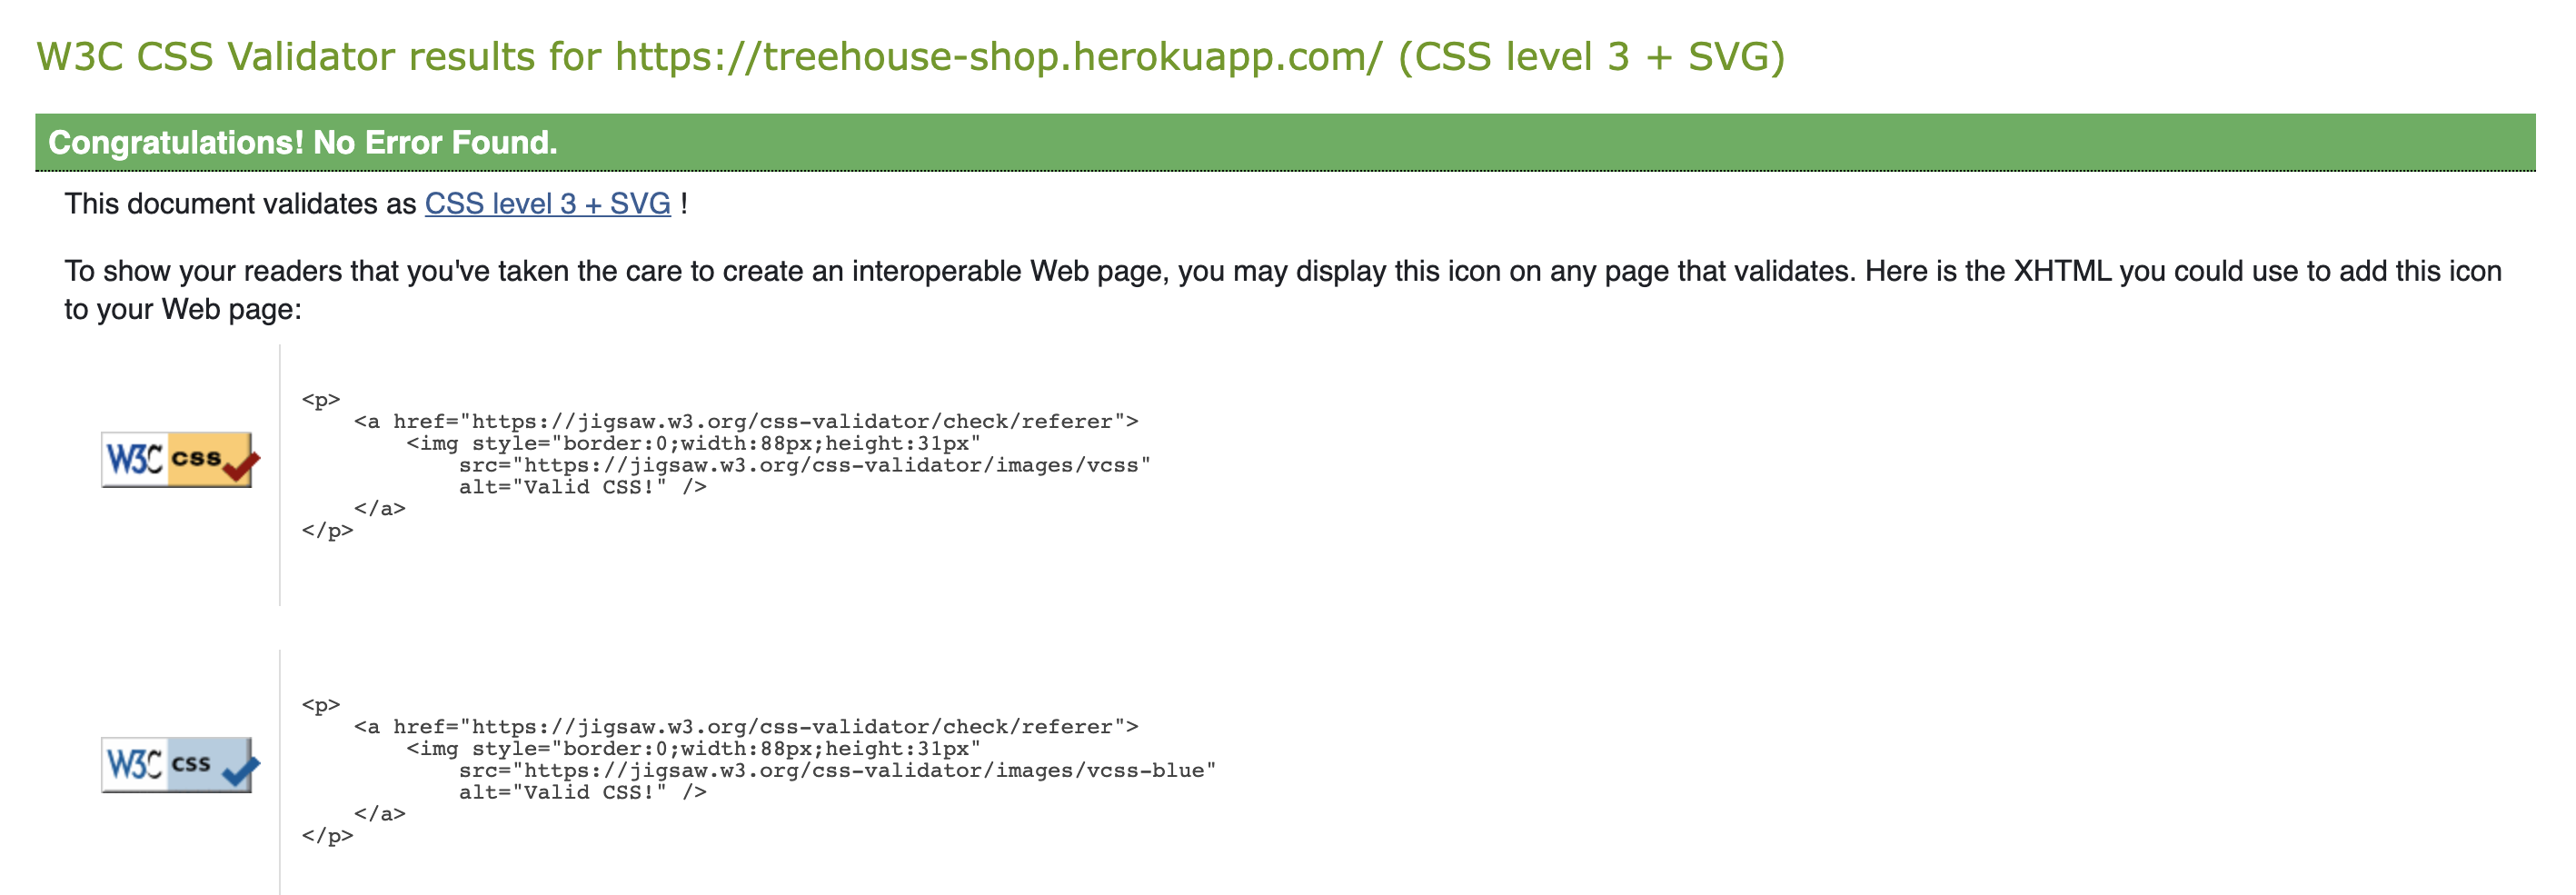 W3C CSS Validator results for https://treehouse-shop.herokuapp.com/ (CSS level 3 + SVG)
Congratulations! No Error Found.
This document validates as CSS level 3 + SVG !
To show your readers that you've taken the care to create an interoperable Web page, you may display this icon on any page that validates. Here is the XHTML you could use to add this icon
to your Web page:
<p>
    <a href="https://jigsaw.w3.org/css-validator/check/referer">
        <img style="border:0;width:88px;height:31px"
            src="https://jigsaw.w3.org/css-validator/images/vcss"
W3C css
            alt="Valid CSS!" />
    </a>
</p>
<p>
    <a href="https://jigsaw.w3.org/css-validator/check/referer">
        <img style="border:0;width:88px;height:31px"
W3C css
            src="https://jigsaw.w3.org/css-validator/images/vcss-blue"
            alt="Valid CSS!" />
    </a>
</p>